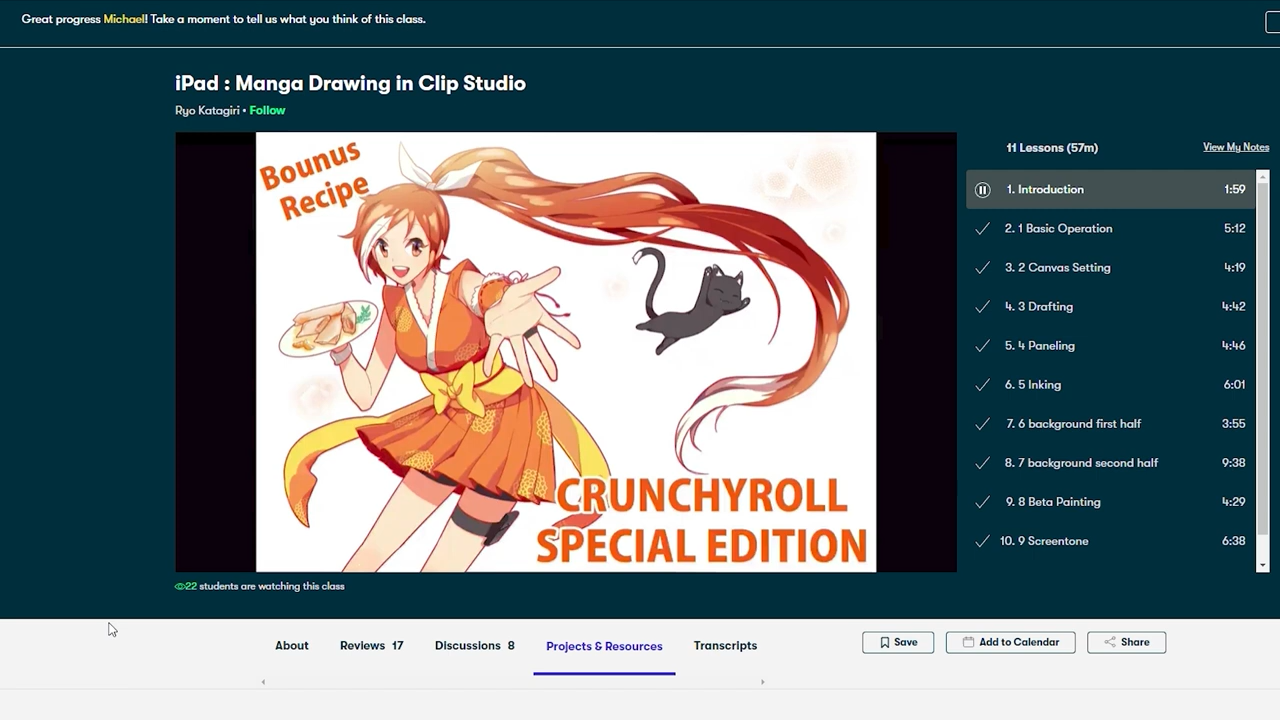 Great progress Michael! Take a moment to tell us what you think of this class.
iPad : Manga Drawing in Clip Studio
Ryo Katagiri • Follow
Bounus
Recipe
CRUNCHYROLL
SPECIAL EDITION
22 students are watching this class
11 Lessons (57m)
View My Notes
1. Introduction 1:59
2. 1 Basic Operation 5:12
3. 2 Canvas Setting 4:19
4. 3 Drafting 4:42
5. 4 Paneling 4:46
6. 5 Inking 6:01
7. 6 background first half 3:55
8. 7 background second half 9:38
9. 8 Beta Painting 4:29
10. 9 Screentone 6:38
About
Reviews 17
Discussions 8
Projects & Resources
Transcripts
Save
Add to Calendar
Share